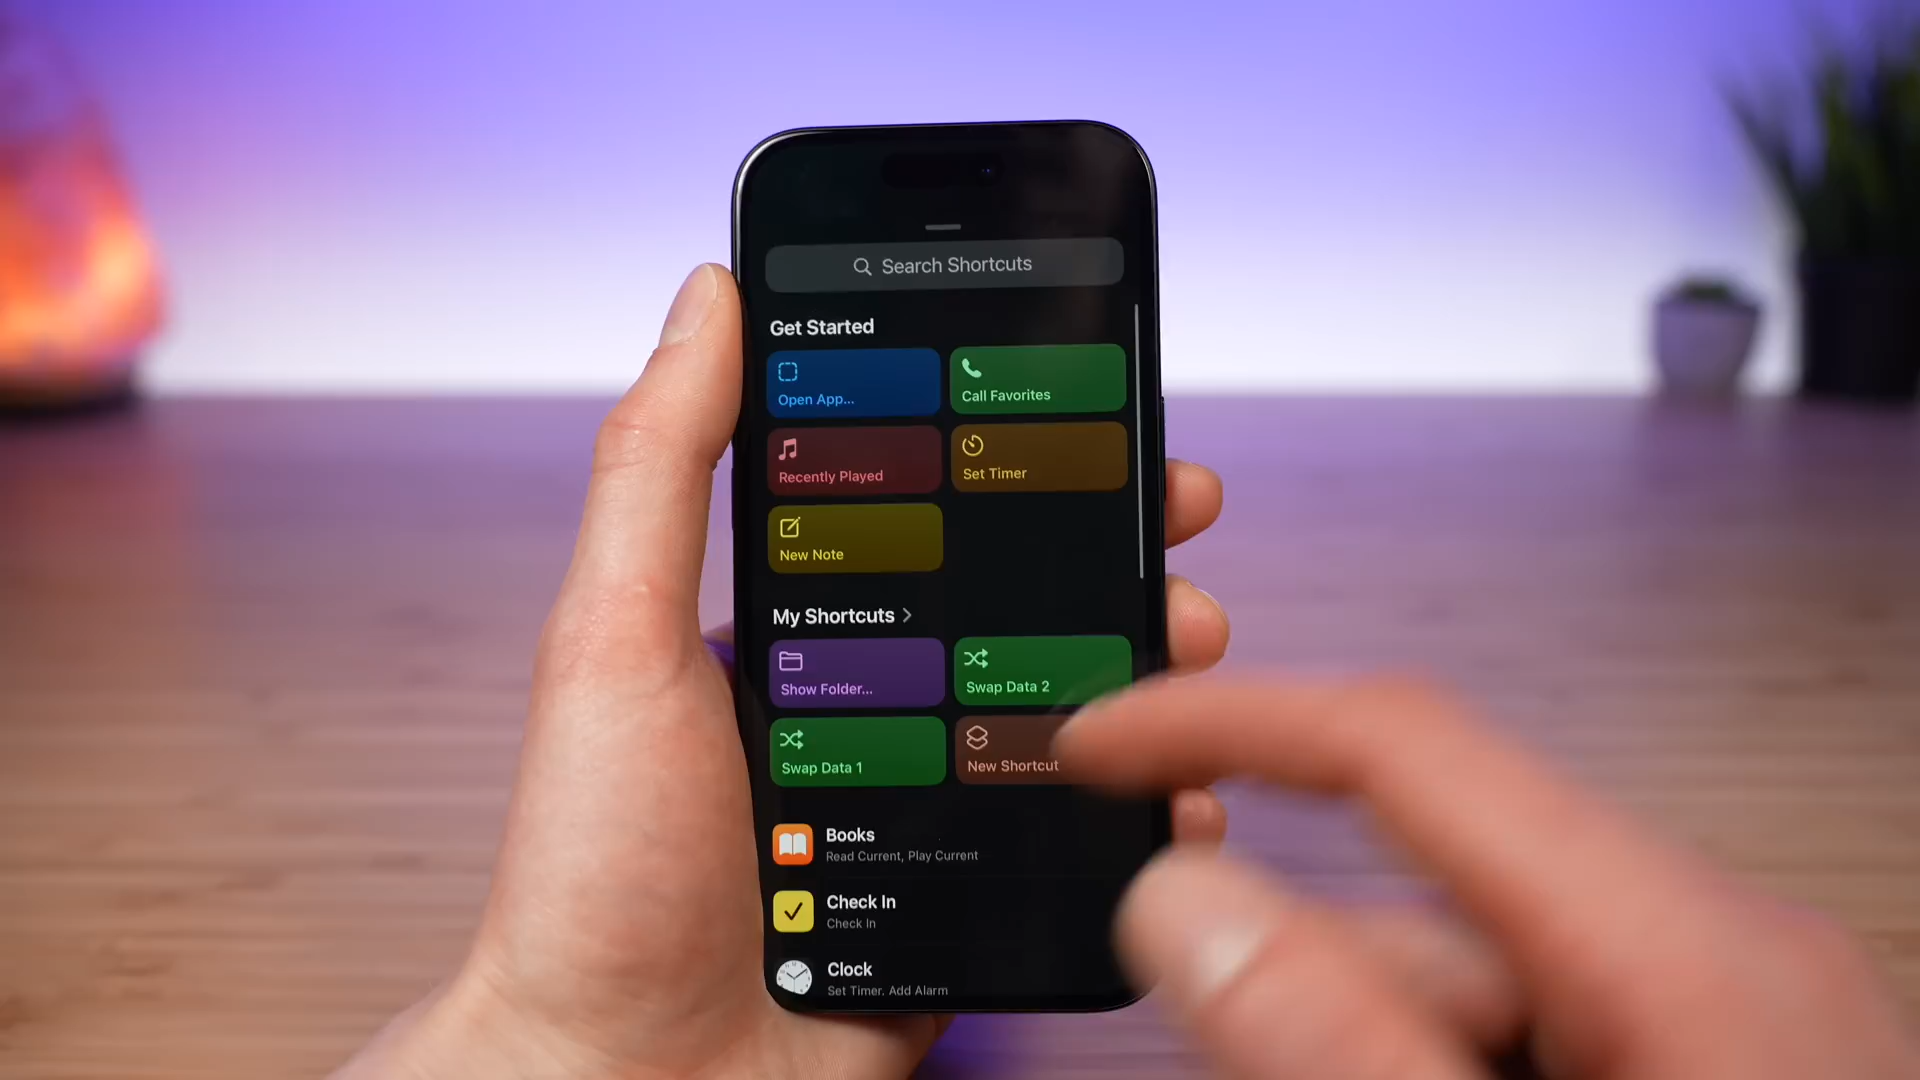 Search Shortcuts
Get Started
Open App...
Call Favorites
Recently Played
Set Timer
New Note
My Shortcuts
Show Folder...
Swap Data 2
Swap Data 1
New Shortcut
Books
Read Current, Play Current
Check In
Check In
Clock
Set Timer, Add Alarm